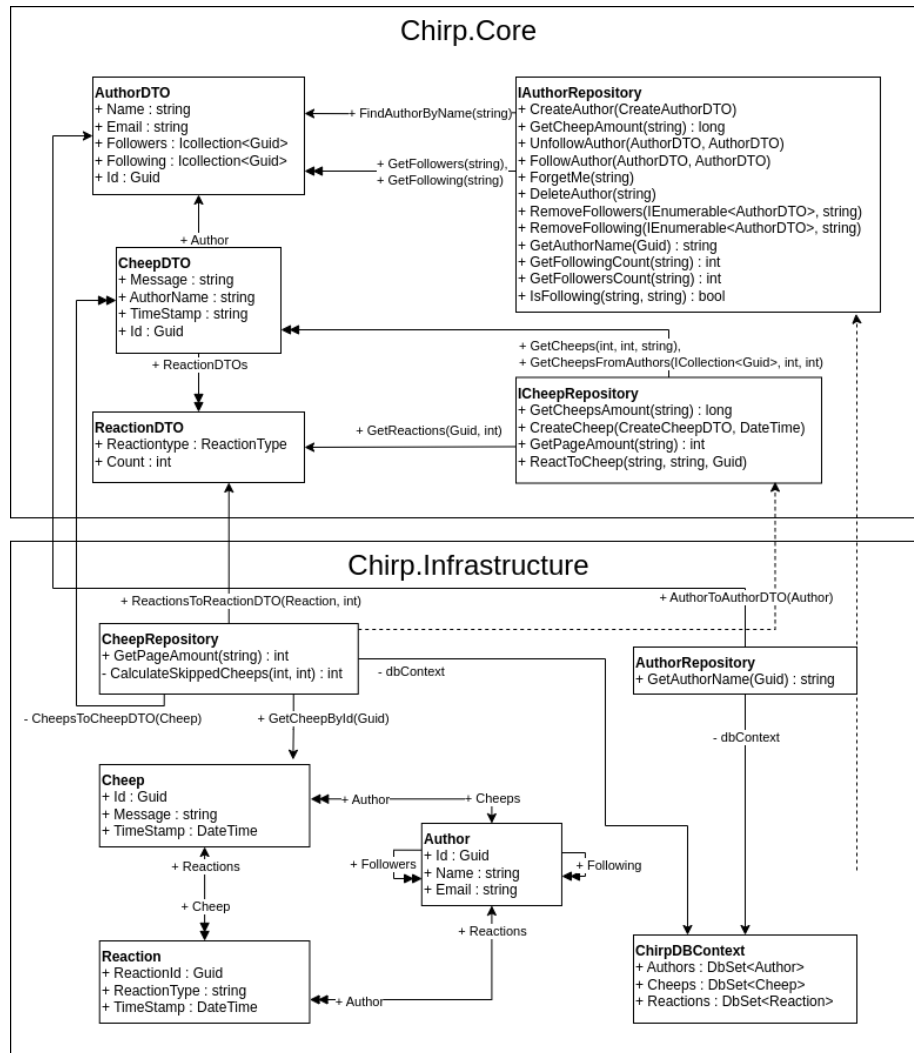 Chirp.Core
AuthorDTO
+ Name : string
+ Email : string
+ Followers : Icollection<Guid>
+ Following : Icollection<Guid>
+ Id : Guid
+ FindAuthorByName(string)
+ GetFollowers(string),
+ GetFollowing(string)
IAuthorRepository
+ CreateAuthor(CreateAuthorDTO)
+ GetCheepAmount(string) : long
+ UnfollowAuthor(AuthorDTO, AuthorDTO)
+ FollowAuthor(AuthorDTO, AuthorDTO)
+ ForgetMe(string)
+ DeleteAuthor(string)
+ RemoveFollowers(IEnumerable<AuthorDTO>, string)
+ RemoveFollowing(IEnumerable<AuthorDTO>, string)
+ GetAuthorName(Guid) : string
+ GetFollowingCount(string) : int
+ GetFollowersCount(string) : int
+ IsFollowing(string, string) : bool
+ Author
CheepDTO
+ Message : string
+ AuthorName : string
+ TimeStamp : string
+ Id : Guid
+ ReactionDTOs
+ GetCheeps(int, int, string),
+ GetCheepsFromAuthors(ICollection<Guid>, int, int)
ReactionDTO
+ Reactiontype : ReactionType
+ Count : int
+ GetReactions(Guid, int)
ICheepRepository
+ GetCheepsAmount(string) : long
+ CreateCheep(CreateCheepDTO, DateTime)
+ GetPageAmount(string) : int
+ ReactToCheep(string, string, Guid)
Chirp.Infrastructure
+ ReactionsToReactionDTO(Reaction, int)
+ AuthorToAuthorDTO(Author)
CheepRepository
+ GetPageAmount(string) : int
- CalculateSkippedCheeps(int, int) : int
- dbContext
AuthorRepository
+ GetAuthorName(Guid) : string
- CheepsToCheepDTO(Cheep)
+ GetCheepById(Guid)
- dbContext
Cheep
+ Id : Guid
+ Message : string
+ TimeStamp : DateTime
+ Author
+ Cheeps
Author
+ Id : Guid
+ Name : string
+ Email : string
+ Followers
+ Following
+ Reactions
+ Cheep
+ Reactions
Reaction
+ ReactionId : Guid
+ ReactionType : string
+ TimeStamp : DateTime
+ Author
ChirpDBContext
+ Authors : DbSet<Author>
+ Cheeps : DbSet<Cheep>
+ Reactions : DbSet<Reaction>